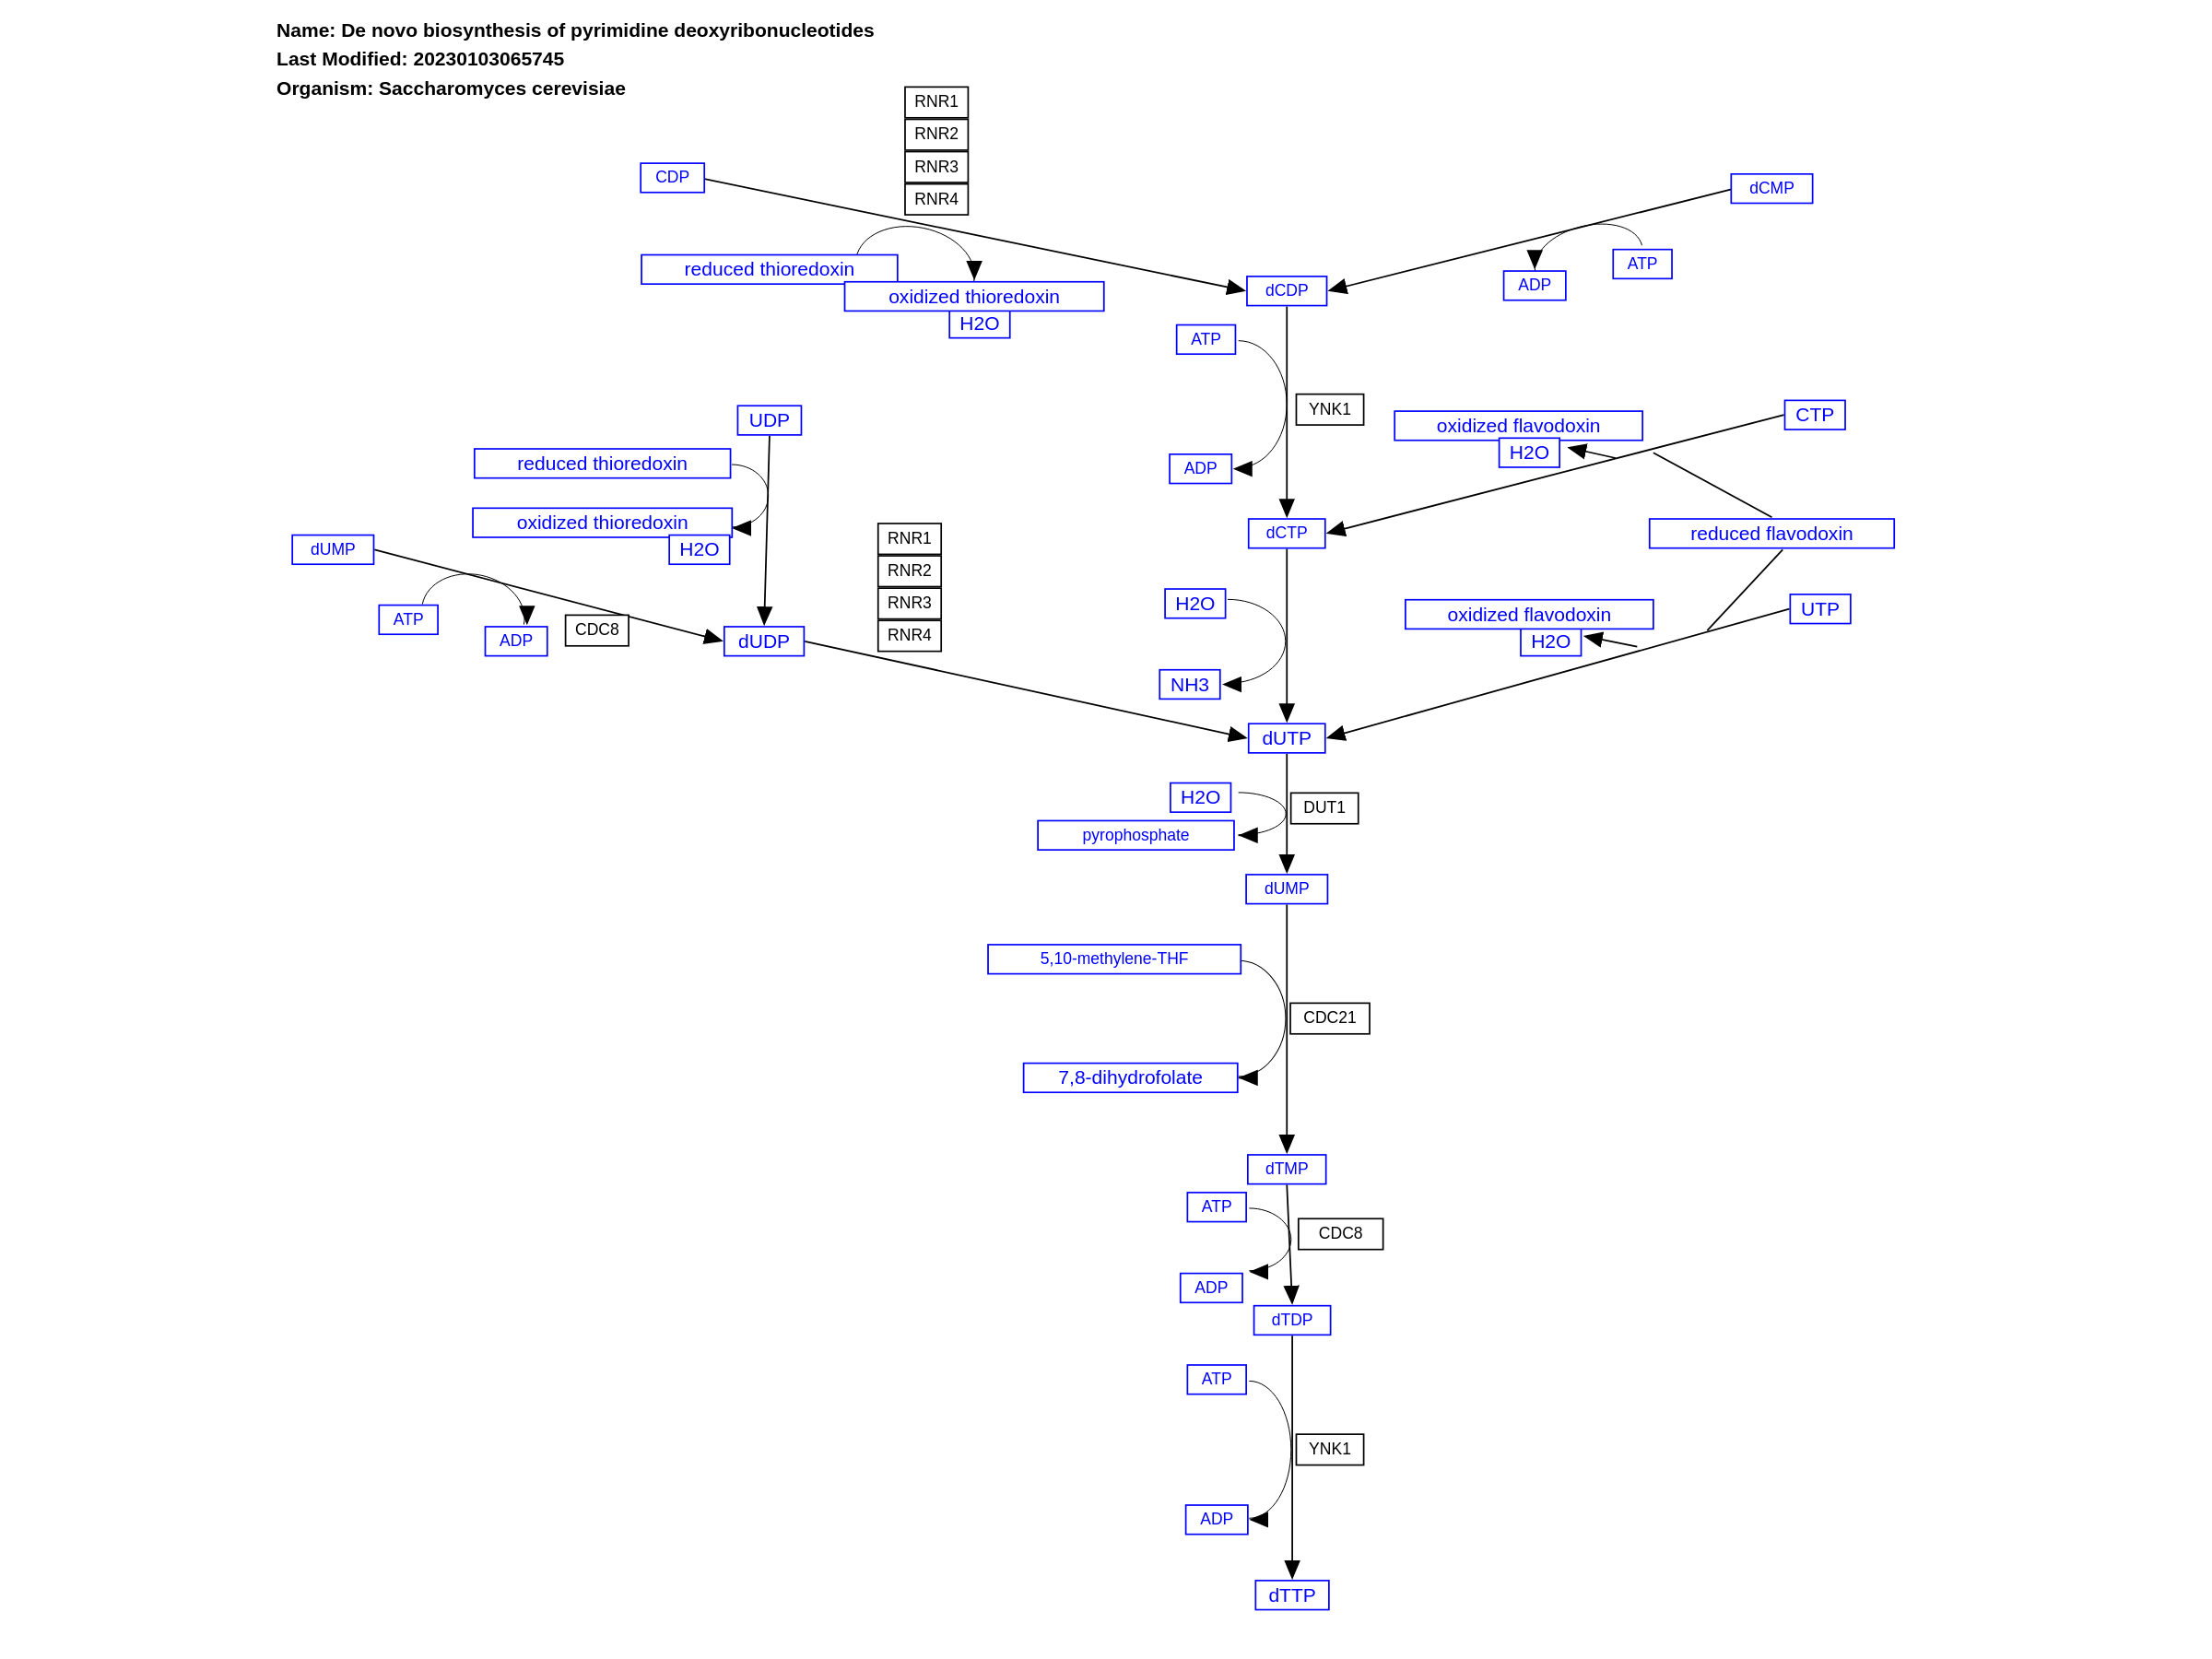 Name: De novo biosynthesis of pyrimidine deoxyribonucleotides
Last Modified: 20230103065745
Organism: Saccharomyces cerevisiae
RNR1
RNR2
RNR3
RNR4
CDP
dCMP
reduced thioredoxin
oxidized thioredoxin
H2O
ATP
ADP
dCDP
ATP
YNK1
ADP
UDP
reduced thioredoxin
oxidized thioredoxin
H2O
CTP
oxidized flavodoxin
H2O
dCTP
reduced flavodoxin
dUMP
ATP
ADP
CDC8
dUDP
RNR1
RNR2
RNR3
RNR4
H2O
NH3
oxidized flavodoxin
H2O
UTP
dUTP
H2O
DUT1
pyrophosphate
dUMP
5,10-methylene-THF
CDC21
7,8-dihydrofolate
dTMP
ATP
CDC8
ADP
dTDP
ATP
YNK1
ADP
dTTP